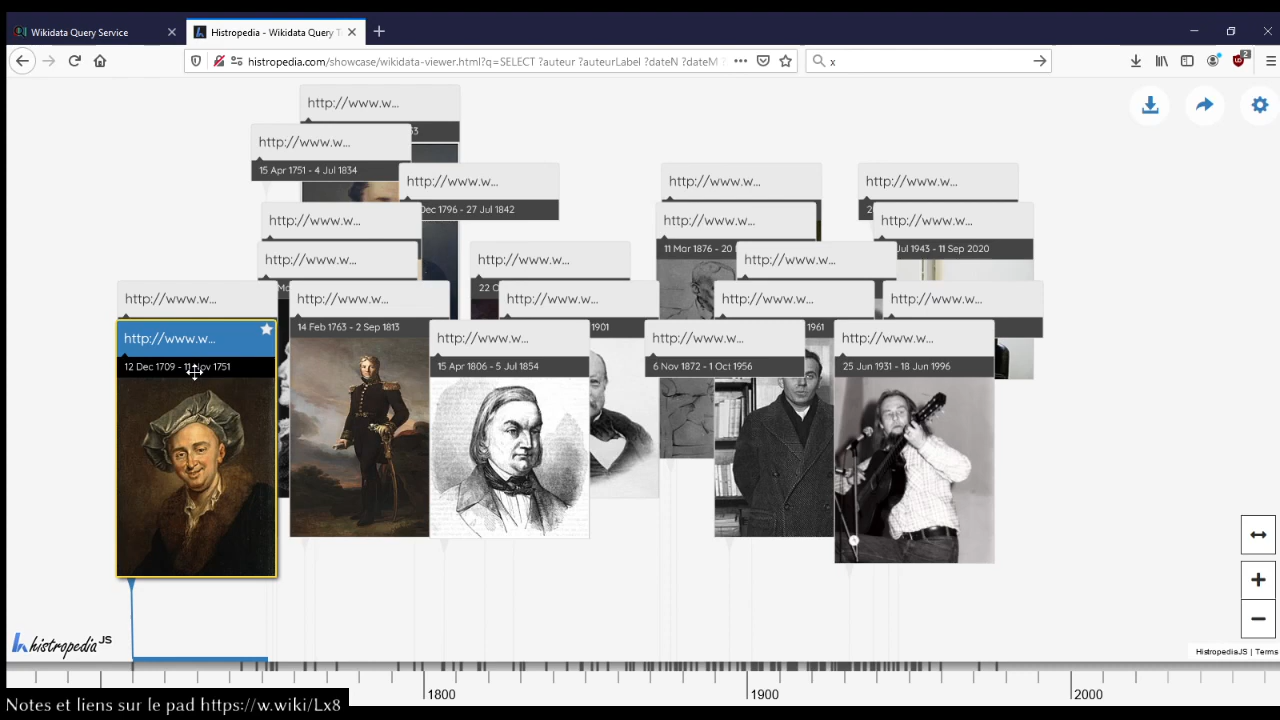 Wikidata Query Service
Histropedia - Wikidata Query T
histropedia.com/showcase/wikidata-viewer.html?q=SELECT ?auteur ?auteurLabel ?dateN ?dateM ?
x
http://www.w...
http://www.w...
15 Apr 1751 - 4 Jul 1834
http://www.w...
Dec 1796 - 27 Jul 1842
http://www.w...
http://www.w...
http://www.w...
http://www.w...
11 Mar 1876 - 20
http://www.w...
Jul 1943 - 11 Sep 2020
http://www.w...
http://www.w...
22 O
http://www.w...
http://www.w...
http://www.w...
14 Feb 1763 - 2 Sep 1813
http://www.w...
1901
http://www.w...
1961
http://www.w...
http://www.w...
12 Dec 1709 - 11 Nov 1751
http://www.w...
15 Apr 1806 - 5 Jul 1854
http://www.w...
6 Nov 1872 - 1 Oct 1956
http://www.w...
25 Jun 1931 - 18 Jun 1996
histropedia JS
HistropediaJS | Terms
1800
1900
2000
Notes et liens sur le pad https://w.wiki/Lx8